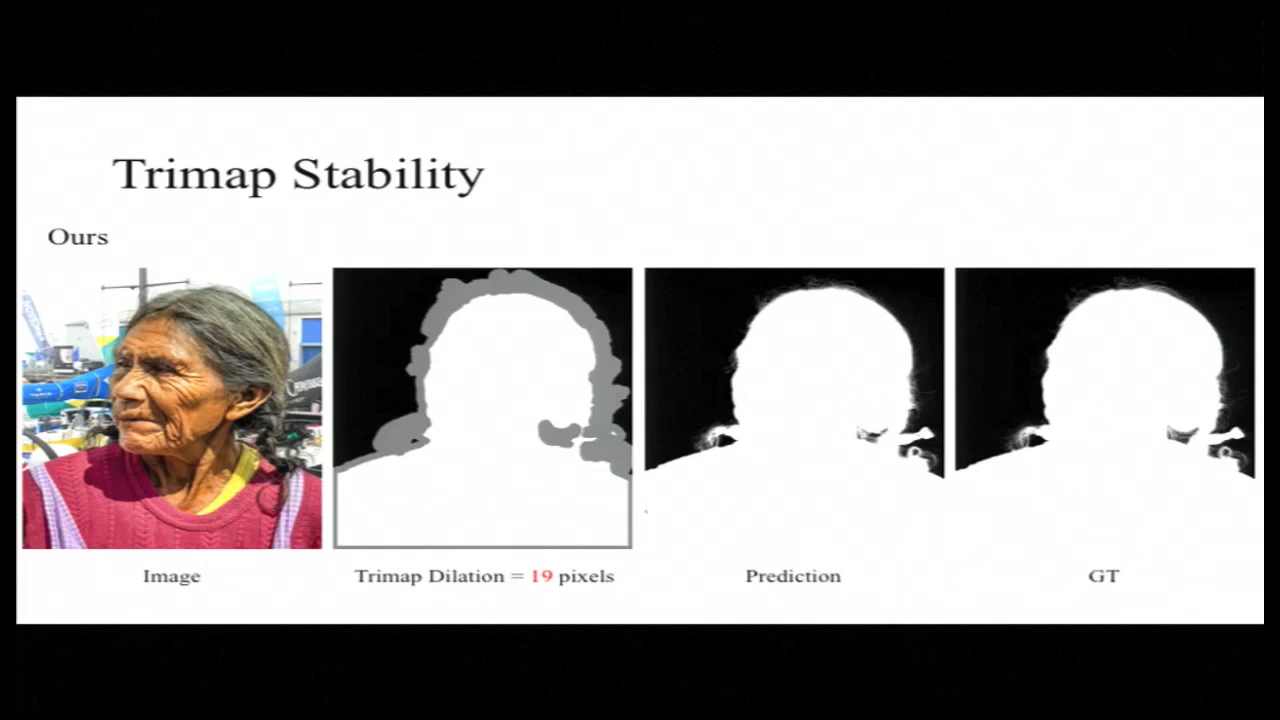 Trimap Stability
Ours
Image
Trimap Dilation = 19 pixels
Prediction
GT